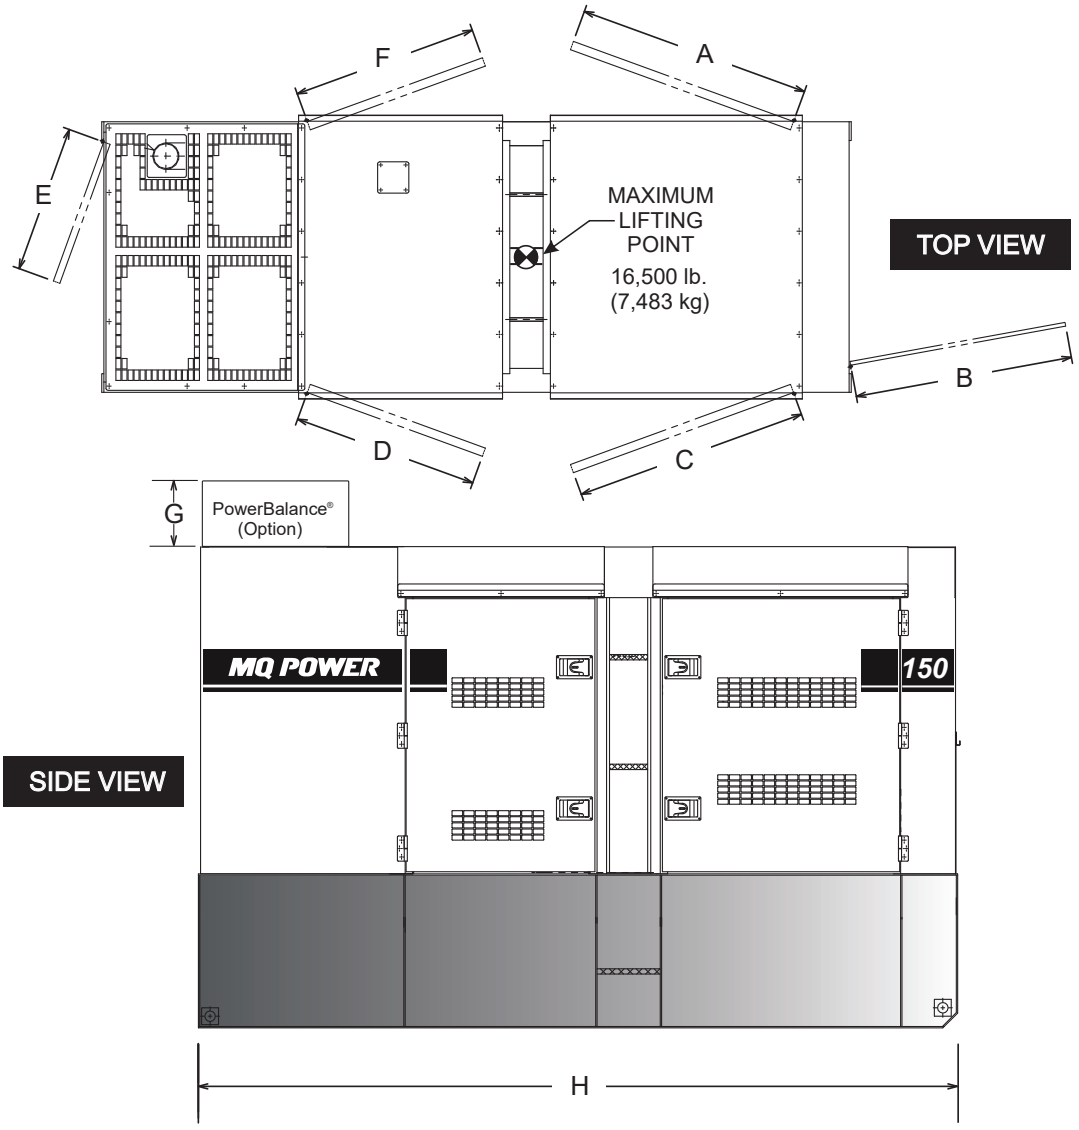 F
A
E
MAXIMUM
LIFTING
POINT
16,500 lb.
(7,483 kg)
TOP VIEW
B
D
C
G
PowerBalance®
(Option)
MQ POWER
150
SIDE VIEW
H